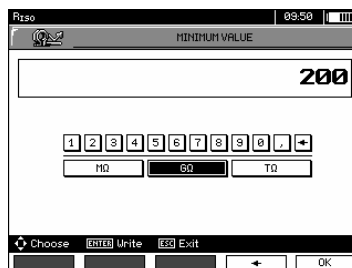 RISO 09:50
MINIMUM VALUE
200
1 2 3 4 5 6 7 8 9 0 , ←
MΩ GΩ TΩ
Choose ENTER Write ESC Exit
← OK